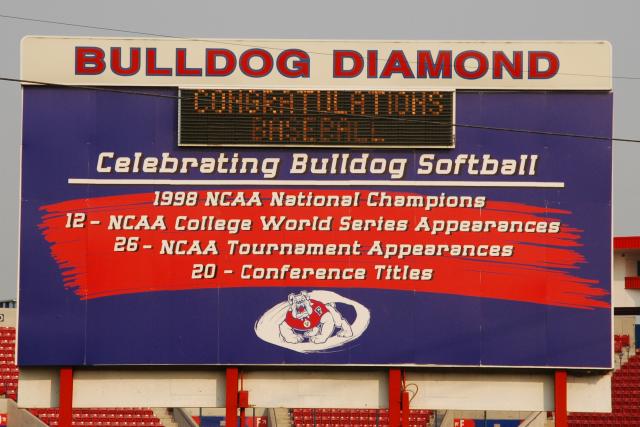 BULLDOG DIAMOND
CONGRATULATIONS
BASEBALL
Celebrating Bulldog Softball
1998 NCAA National Champions
12 - NCAA College World Series Appearances
26 - NCAA Tournament Appearances
20 - Conference Titles